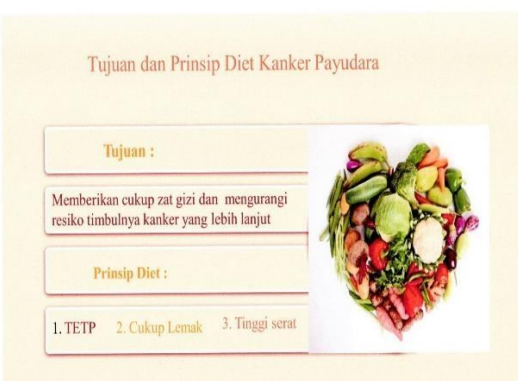 Tujuan dan Prinsip Diet Kanker Payudara
Tujuan :
Memberikan cukup zat gizi dan mengurangi
resiko timbulnya kanker yang lebih lanjut
Prinsip Diet :
1. TETP 2. Cukup Lemak 3. Tinggi serat